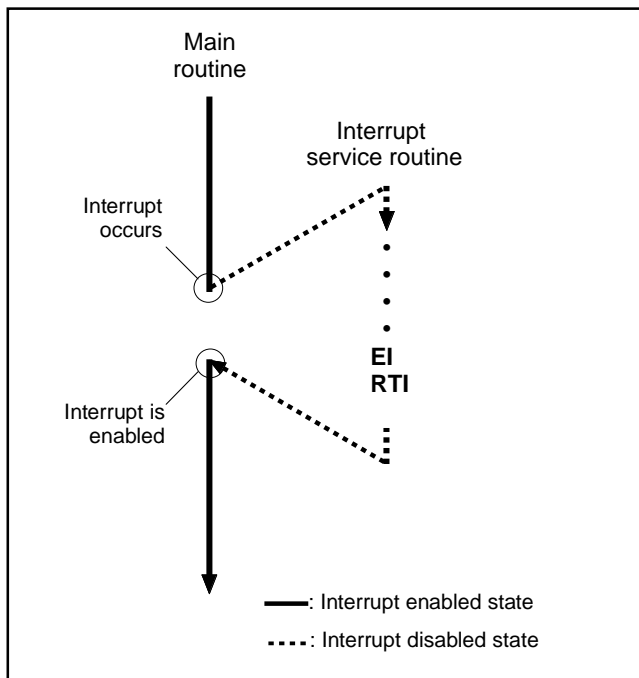 Main
routine
Interrupt
service routine
Interrupt
occurs
EI
RTI
Interrupt is
enabled
: Interrupt enabled state
: Interrupt disabled state